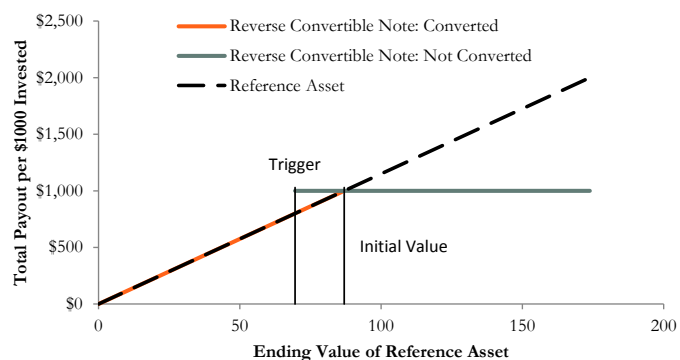 $2,500
Reverse Convertible Note: Converted
Reverse Convertible Note: Not Converted
Reference Asset
$2,000
$1,500
$1,000
$500
$0
Total Payout per $1000 Invested
Trigger
Initial Value
0
50
100
150
200
Ending Value of Reference Asset